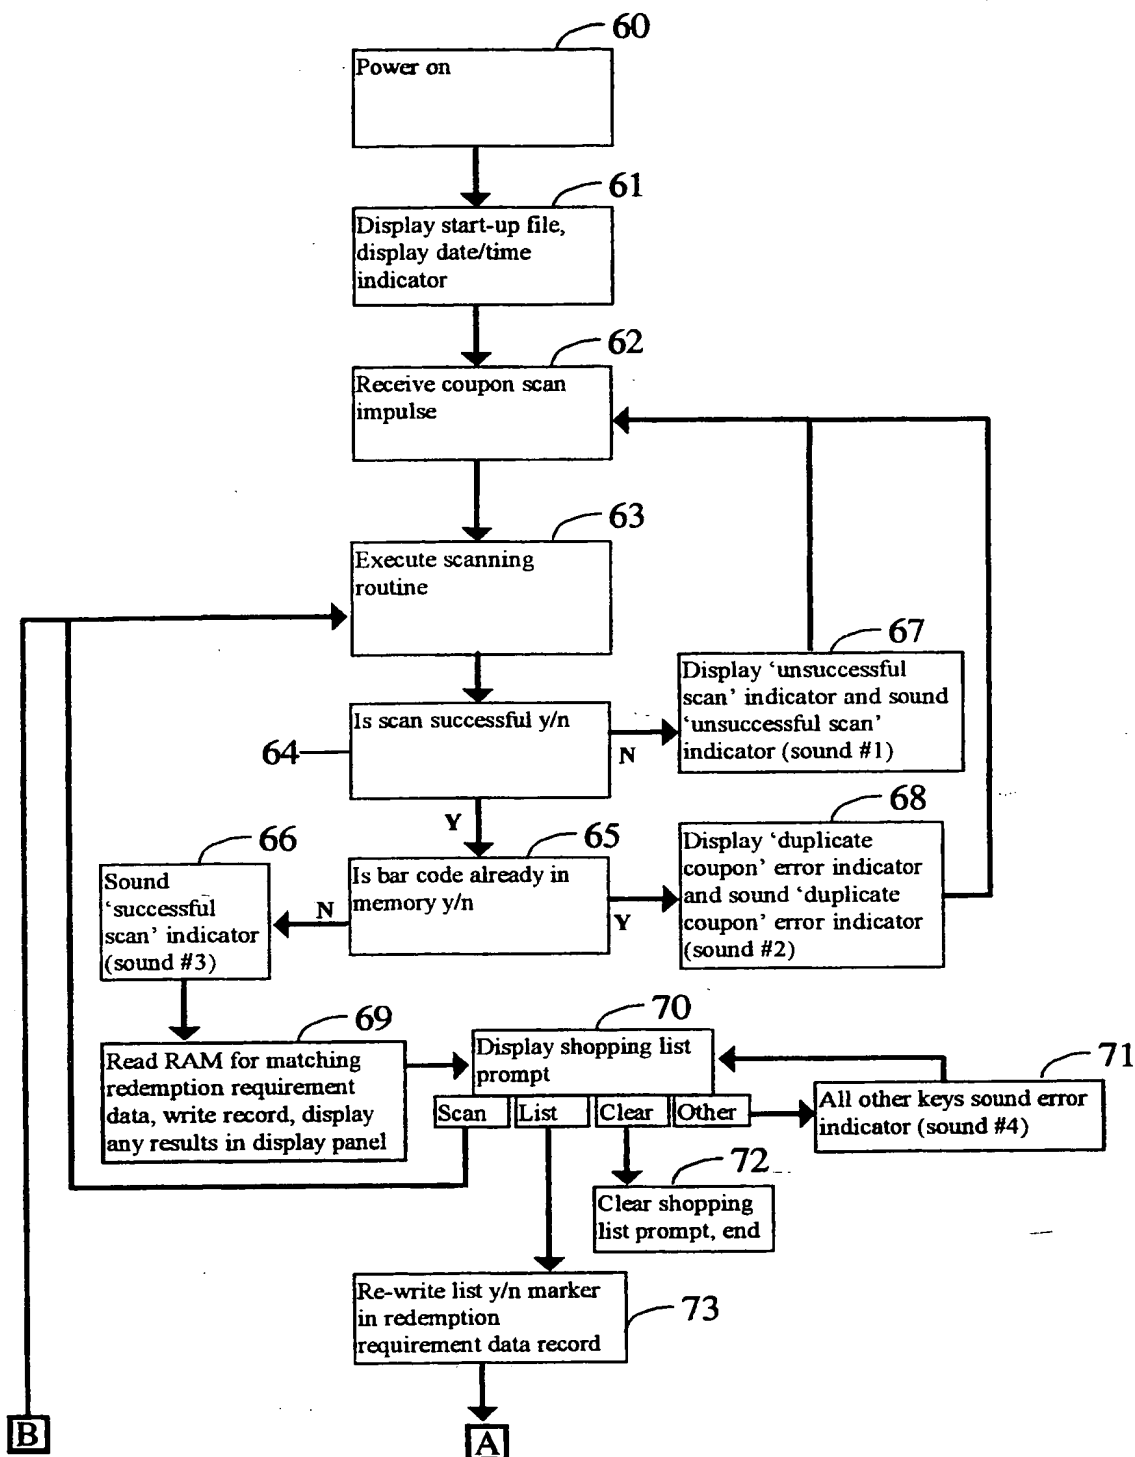 60
Power on
61
Display start-up file,
display date/time
indicator
62
Receive coupon scan
impulse
63
Execute scanning
routine
67
Display ‘unsuccessful
scan’ indicator and sound
‘unsuccessful scan’
indicator (sound #1)
Is scan successful y/n
64
N
Y
68
Display ‘duplicate
coupon’ error indicator
and sound ‘duplicate
coupon’ error indicator
(sound #2)
65
Is bar code already in
memory y/n
N
Y
66
Sound
‘successful
scan’ indicator
(sound #3)
69
Read RAM for matching
redemption requirement
data, write record, display
any results in display panel
70
Display shopping list
prompt
Scan List Clear Other
71
All other keys sound error
indicator (sound #4)
72
Clear shopping
list prompt, end
Re-write list y/n marker
in redemption
requirement data record
73
B
A